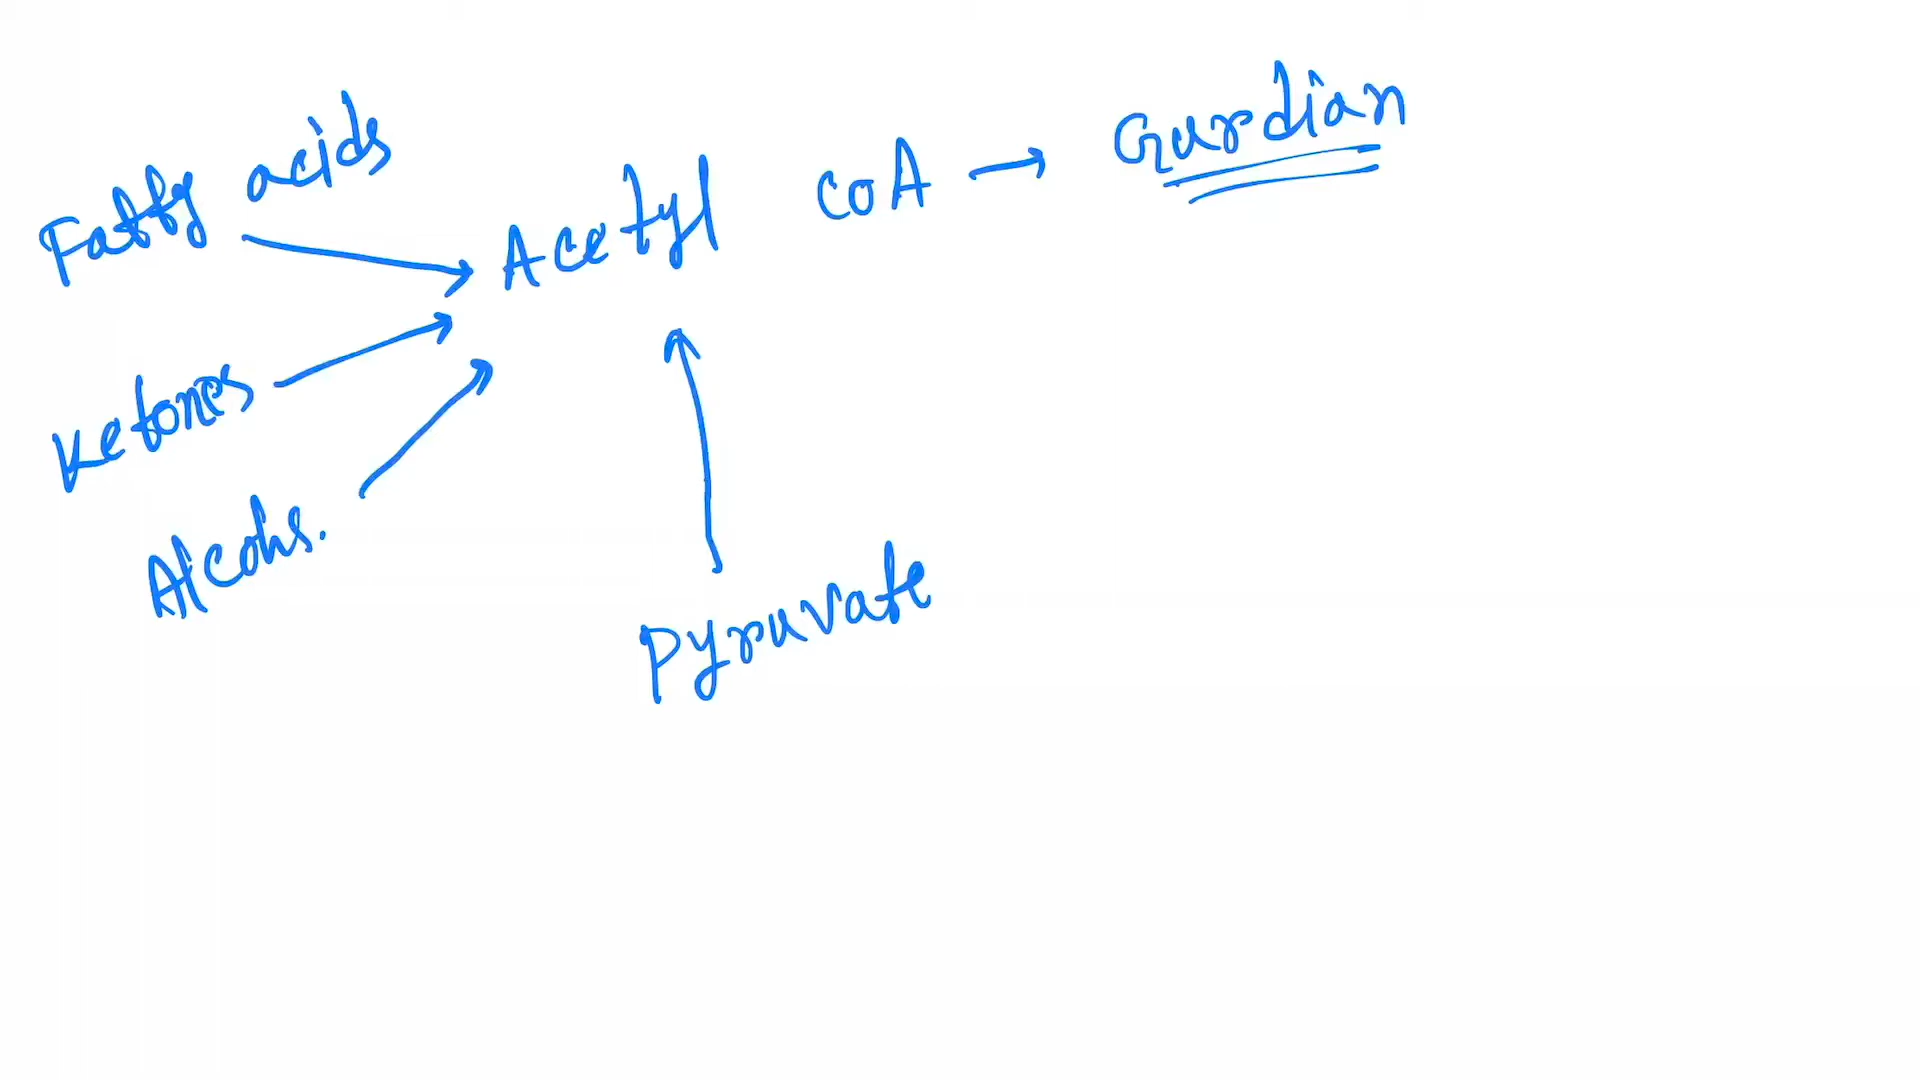 Fatty acids
Acetyl coA → Gurdian
Ketones
Alcohs.
Pyruvate